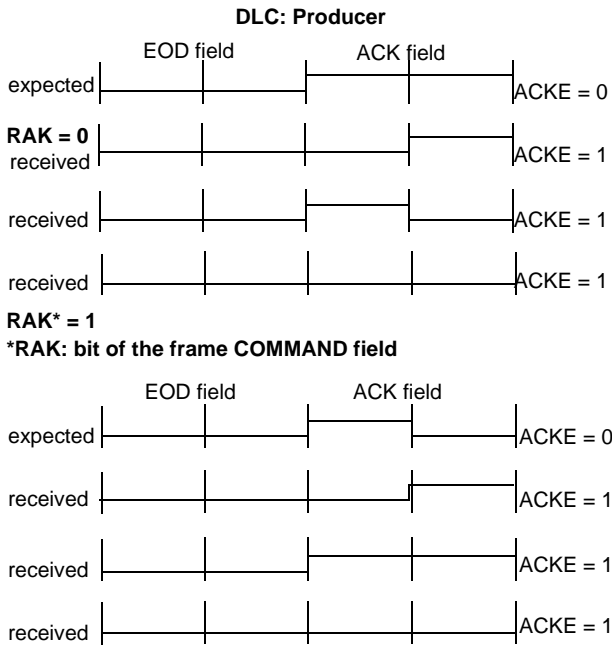 DLC: Producer
EOD field ACK field
expected ACKE = 0
RAK = 0
received ACKE = 1
received ACKE = 1
received ACKE = 1
RAK* = 1
*RAK: bit of the frame COMMAND field
EOD field ACK field
expected ACKE = 0
received ACKE = 1
received ACKE = 1
received ACKE = 1